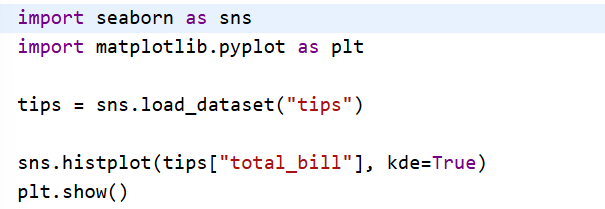 import seaborn as sns
import matplotlib.pyplot as plt
tips = sns.load_dataset("tips")
sns.histplot(tips["total_bill"], kde=True)
plt.show()